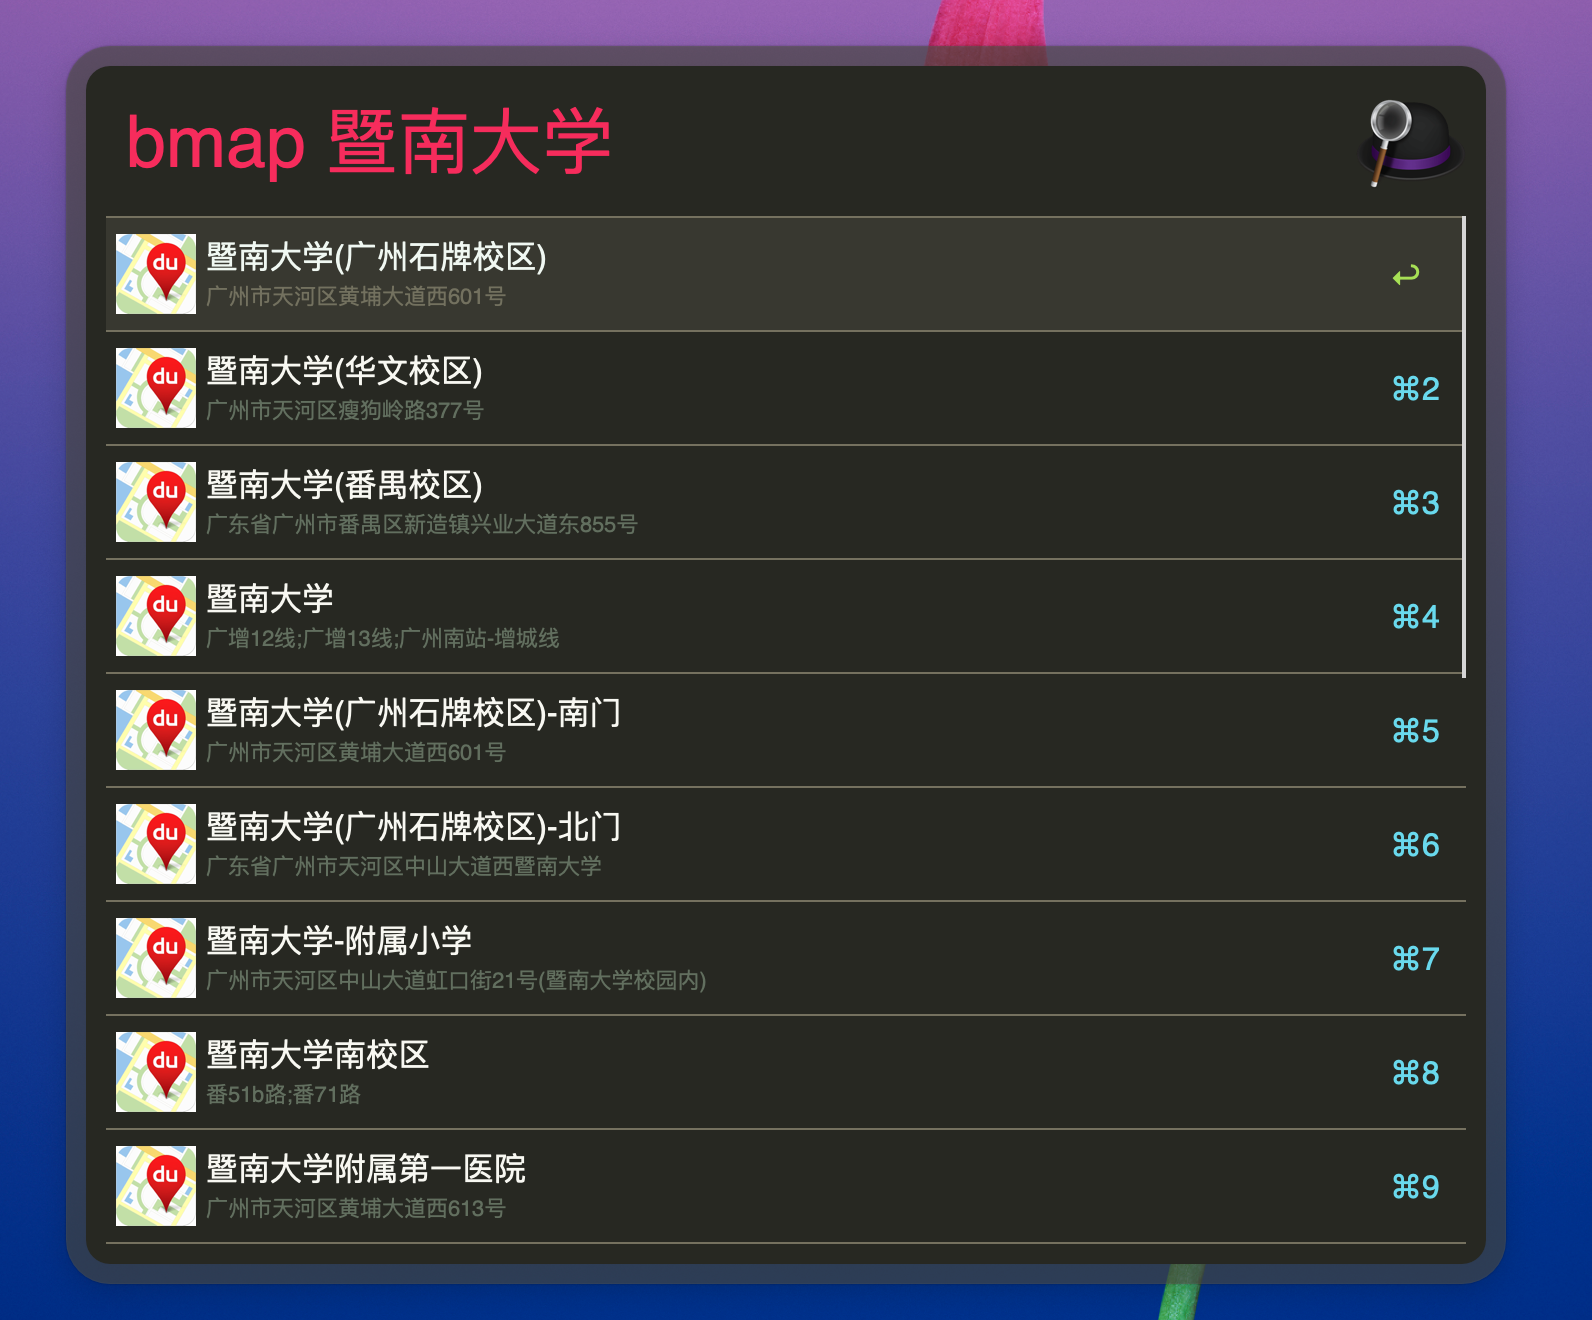 bmap 暨南大学
暨南大学(广州石牌校区)
广州市天河区黄埔大道西601号
↩
暨南大学(华文校区)
广州市天河区瘦狗岭路377号
⌘2
暨南大学(番禺校区)
广东省广州市番禺区新造镇兴业大道东855号
⌘3
暨南大学
广增12线;广增13线;广州南站-增城线
⌘4
暨南大学(广州石牌校区)-南门
广州市天河区黄埔大道西601号
⌘5
暨南大学(广州石牌校区)-北门
广东省广州市天河区中山大道西暨南大学
⌘6
暨南大学-附属小学
广州市天河区中山大道虹口街21号(暨南大学校园内)
⌘7
暨南大学南校区
番51b路;番71路
⌘8
暨南大学附属第一医院
广州市天河区黄埔大道西613号
⌘9
du
du
du
du
du
du
du
du
du